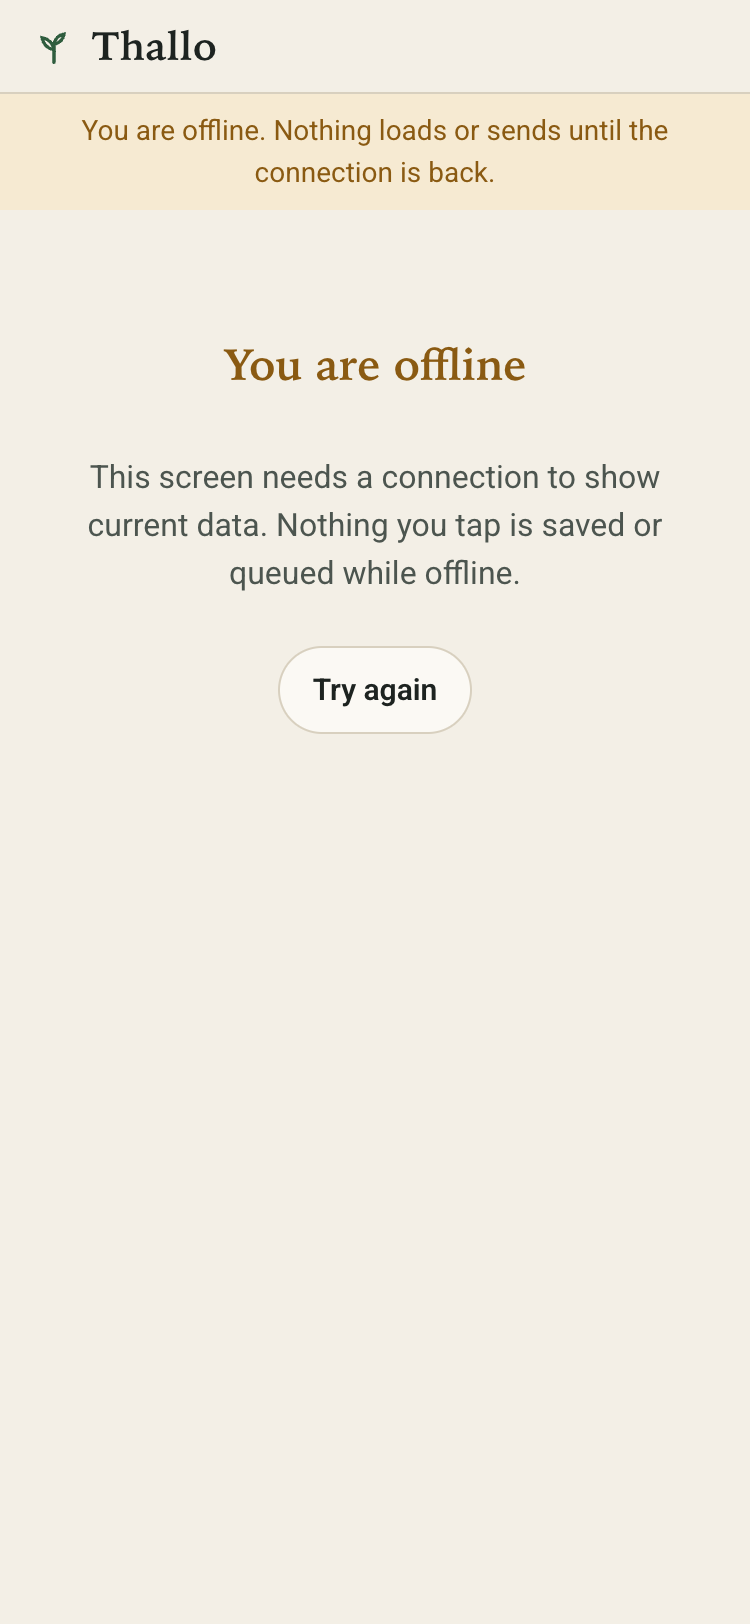 Thallo
You are offline. Nothing loads or sends until the
connection is back.
You are offline
This screen needs a connection to show
current data. Nothing you tap is saved or
queued while offline.
Try again